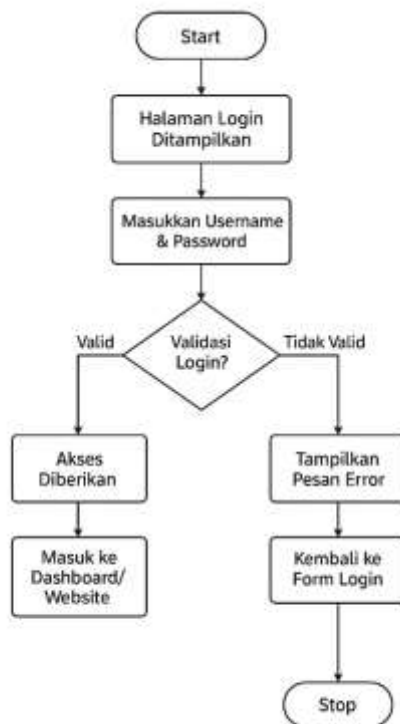 Start
Halaman Login
Ditampilkan
Masukkan Username
& Password
Valid
Validasi
Login?
Tidak Valid
Akses
Diberikan
Tampilkan
Pesan Error
Masuk ke
Dashboard/
Website
Kembali ke
Form Login
Stop